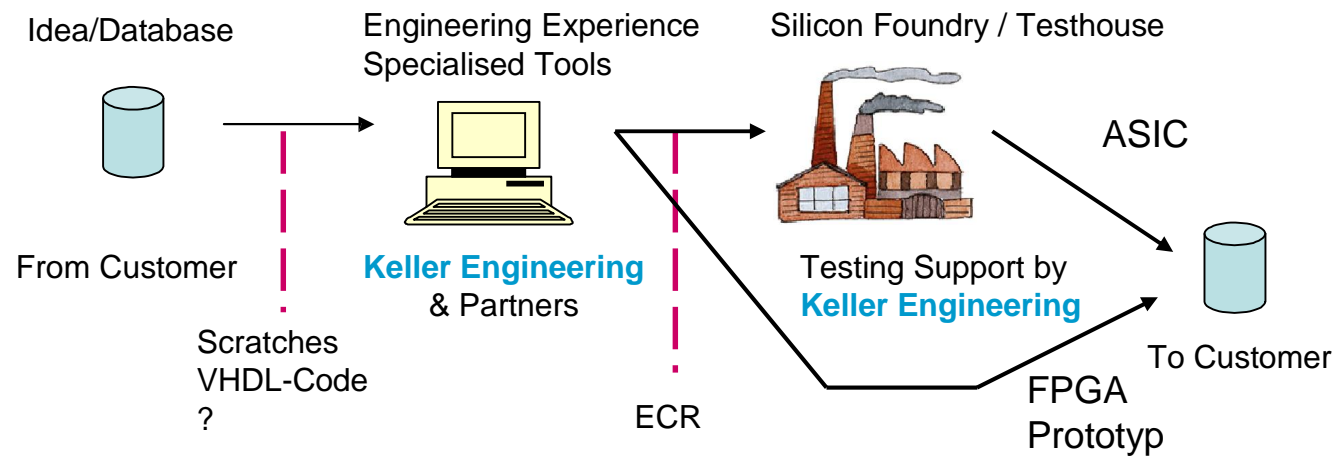 Idea/Database
Engineering Experience
Specialised Tools
Silicon Foundry / Testhouse
ASIC
From Customer
Keller Engineering
& Partners
Testing Support by
Keller Engineering
To Customer
Scratches
VHDL-Code
?
ECR
FPGA
Prototyp